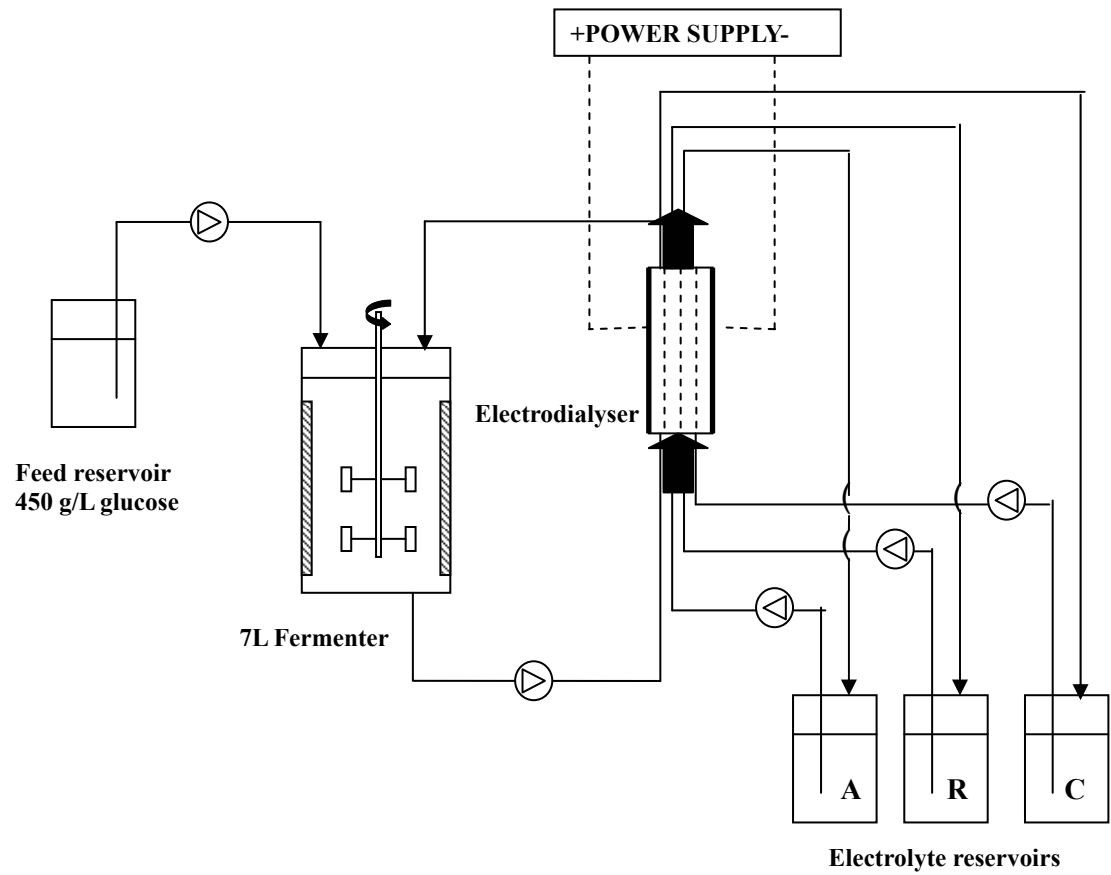 +POWER SUPPLY-
Electrodialyser
Feed reservoir
450 g/L glucose
7L Fermenter
A
R
C
Electrolyte reservoirs